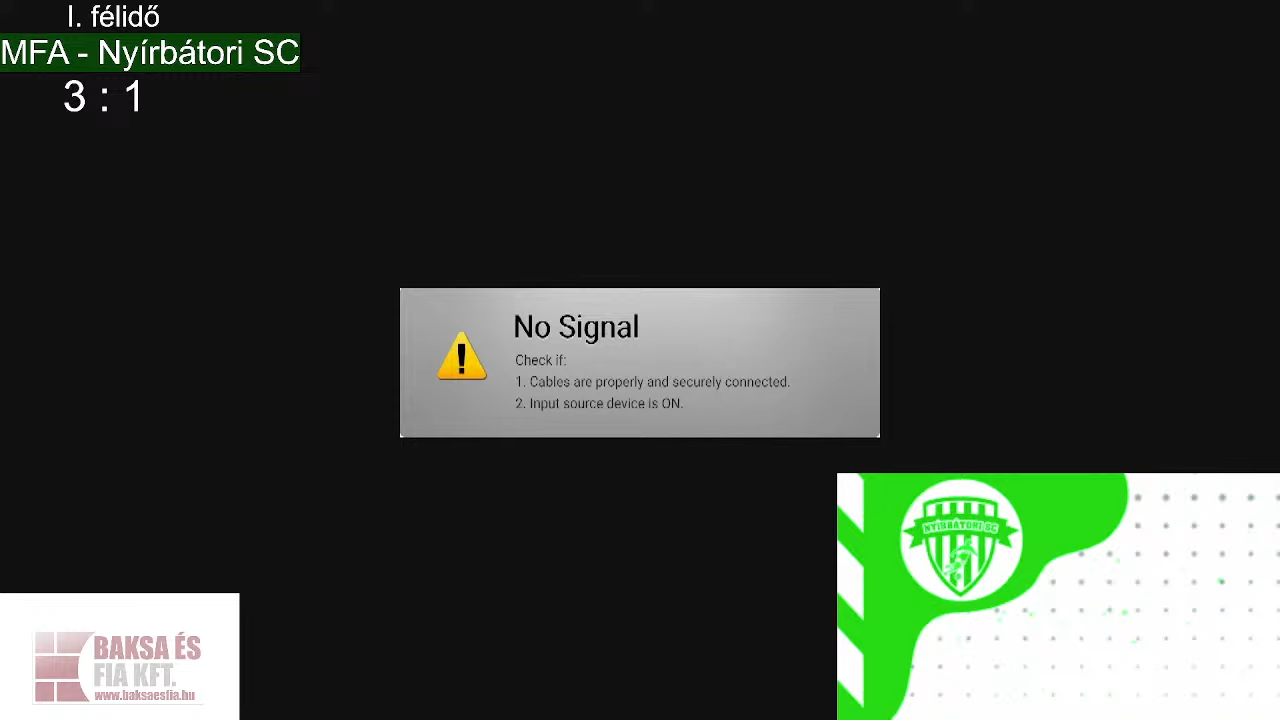 I. félidő
MFA - Nyírbátori SC
3 : 1
No Signal
Check if:
1. Cables are properly and securely connected.
2. Input source device is ON.
NYÍRBÁTORI SC
BAKSA ÉS
FIA KFT.
www.baksaesfia.hu